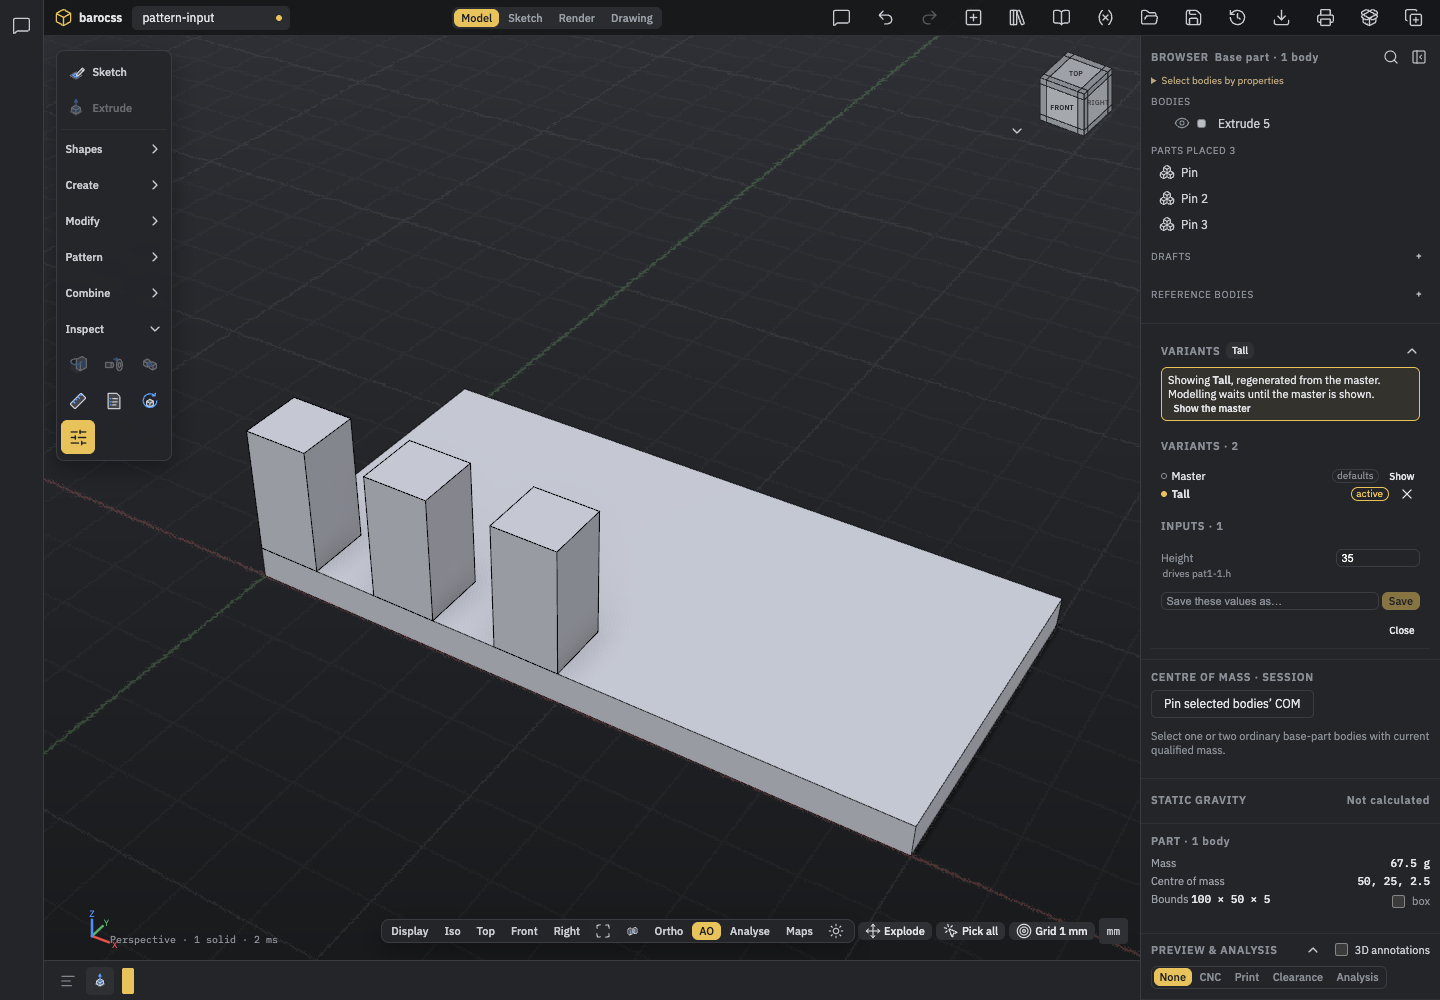 barocss
pattern-input
Model
Sketch
Render
Drawing
Sketch
Extrude
Shapes
Create
Modify
Pattern
Combine
Inspect
TOP
FRONT
RIGHT
BROWSER Base part · 1 body
Select bodies by properties
BODIES
Extrude 5
PARTS PLACED 3
Pin
Pin 2
Pin 3
DRAFTS +
REFERENCE BODIES +
VARIANTS Tall
Showing Tall, regenerated from the master.
Modelling waits until the master is shown.
Show the master
VARIANTS · 2
Master defaults Show
Tall active
INPUTS · 1
Height 35
drives pat1-1.h
Save these values as... Save
Close
CENTRE OF MASS · SESSION
Pin selected bodies’ COM
Select one or two ordinary base-part bodies with current
qualified mass.
STATIC GRAVITY Not calculated
PART · 1 body
Mass 67.5 g
Centre of mass 50, 25, 2.5
Bounds 100 × 50 × 5 box
PREVIEW & ANALYSIS 3D annotations
None CNC Print Clearance Analysis
Z
Y
X
Perspective · 1 solid · 2 ms
Display Iso Top Front Right Ortho AO Analyse Maps Explode Pick all Grid 1 mm mm